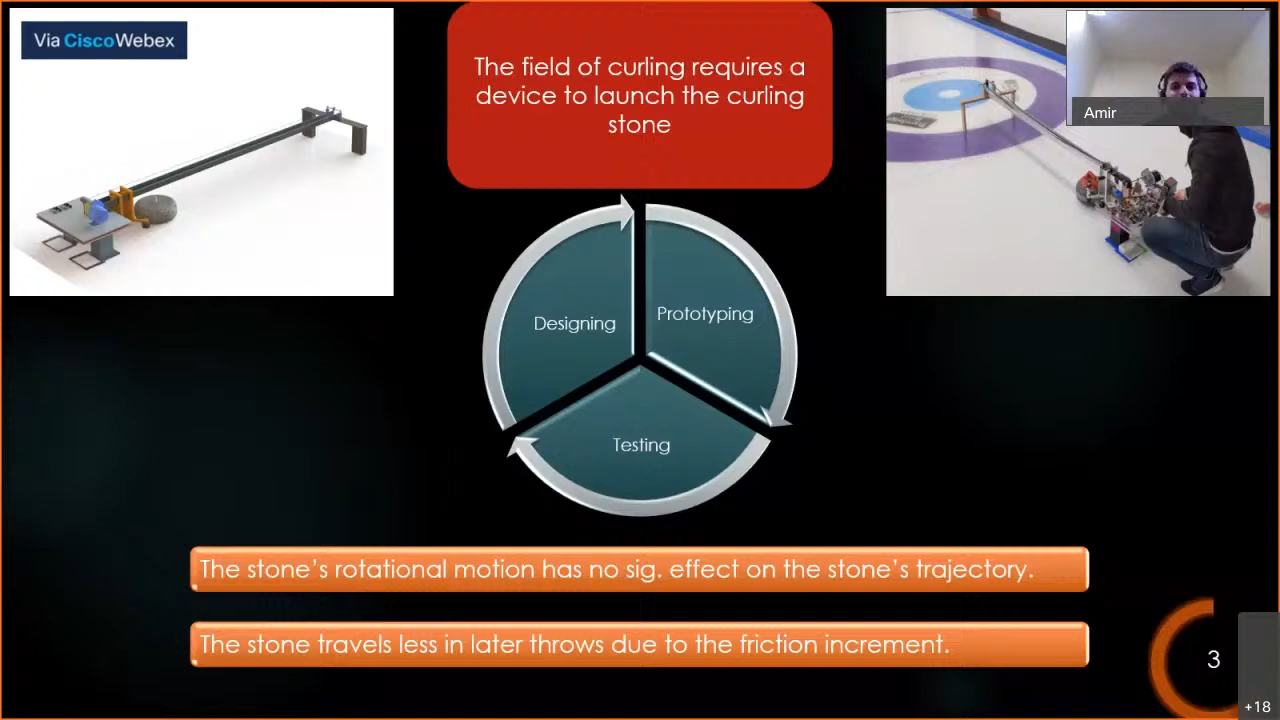 Via CiscoWebex
The field of curling requires a
device to launch the curling
stone
Amir
Designing
Prototyping
Testing
The stone’s rotational motion has no sig. effect on the stone’s trajectory.
The stone travels less in later throws due to the friction increment.
3
+18